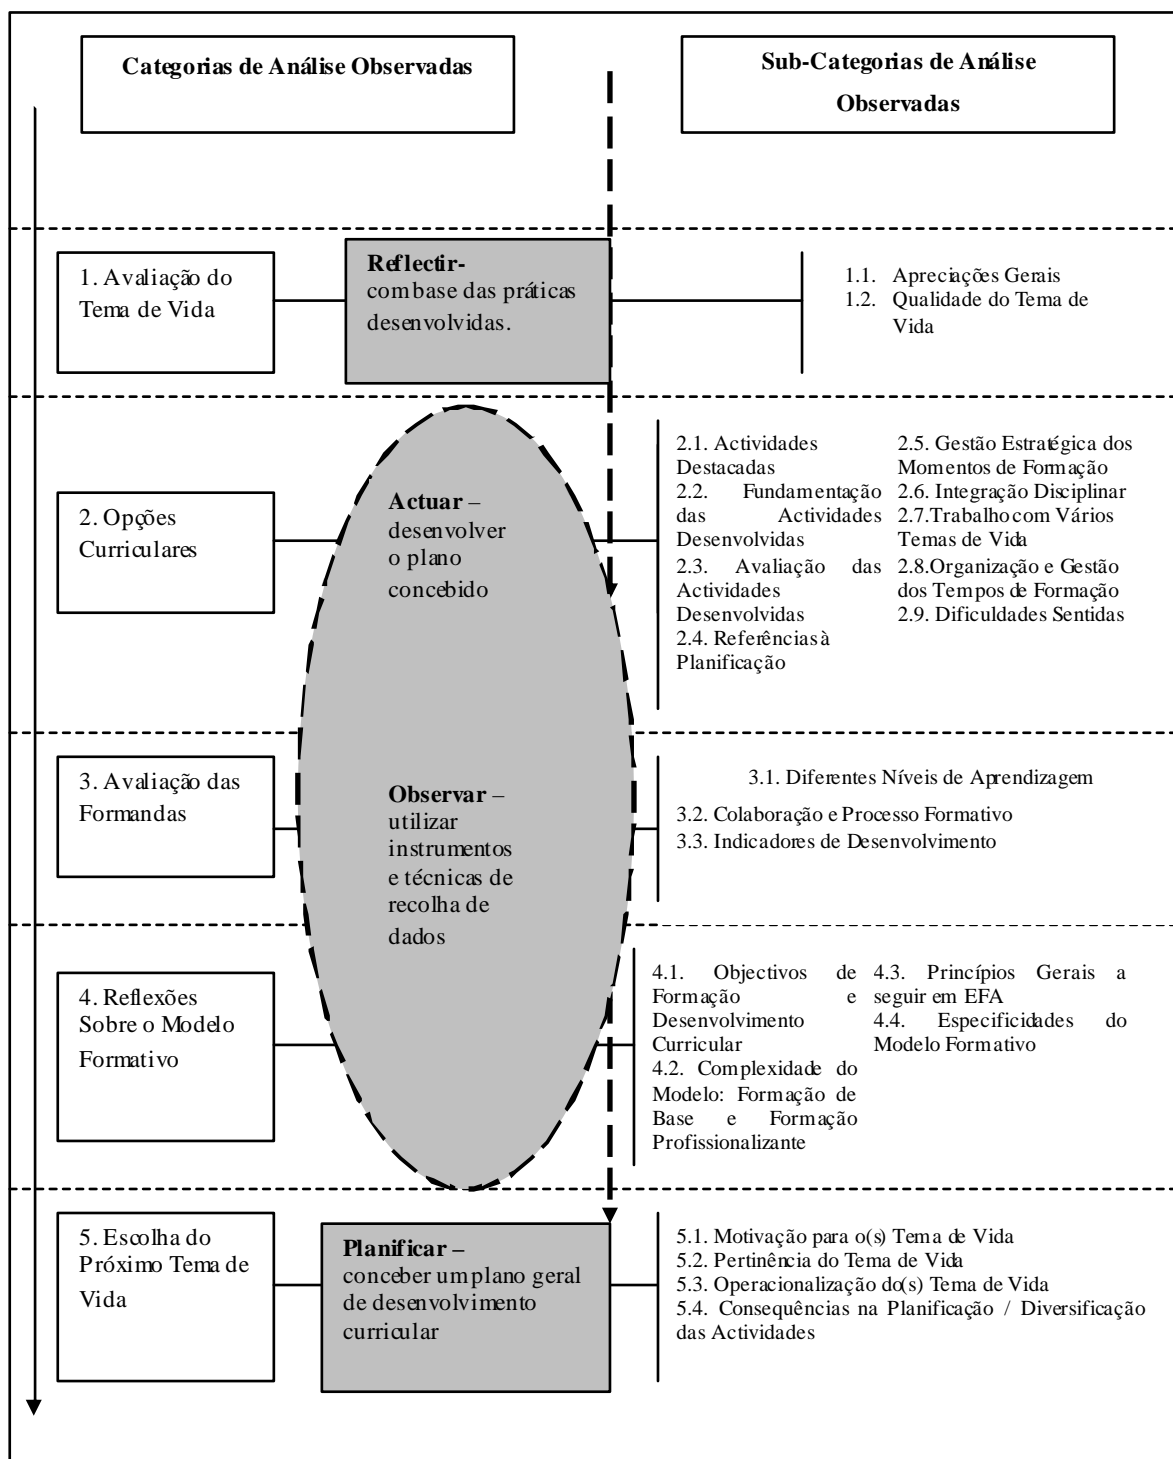 Categorias de Análise Observadas
Sub-Categorias de Análise
Observadas
1. Avaliação do
Tema de Vida
Reflectir-
com base das práticas
desenvolvidas.
1.1. Apreciações Gerais
1.2. Qualidade do Tema de
Vida
2. Opções
Curriculares
Actuar –
desenvolver
o plano
concebido
2.1. Actividades
Destacadas
2.2. Fundamentação
das Actividades
Desenvolvidas
2.3. Avaliação das
Actividades
Desenvolvidas
2.4. Referências à
Planificação
2.5. Gestão Estratégica dos
Momentos de Formação
2.6. Integração Disciplinar
2.7.Trabalho com Vários
Temas de Vida
2.8.Organização e Gestão
dos Tempos de Formação
2.9. Dificuldades Sentidas
3. Avaliação das
Formandas
Observar –
utilizar
instrumentos
e técnicas de
recolha de
dados
3.1. Diferentes Níveis de Aprendizagem
3.2. Colaboração e Processo Formativo
3.3. Indicadores de Desenvolvimento
4. Reflexões
Sobre o Modelo
Formativo
4.1. Objectivos de
Formação e
Desenvolvimento
Curricular
4.2. Complexidade do
Modelo: Formação de
Base e Formação
Profissionalizante
4.3. Princípios Gerais a
seguir em EFA
4.4. Especificidades do
Modelo Formativo
5. Escolha do
Próximo Tema de
Vida
Planificar –
conceber um plano geral
de desenvolvimento
curricular
5.1. Motivação para o(s) Tema de Vida
5.2. Pertinência do Tema de Vida
5.3. Operacionalização do(s) Tema de Vida
5.4. Consequências na Planificação / Diversificação
das Actividades